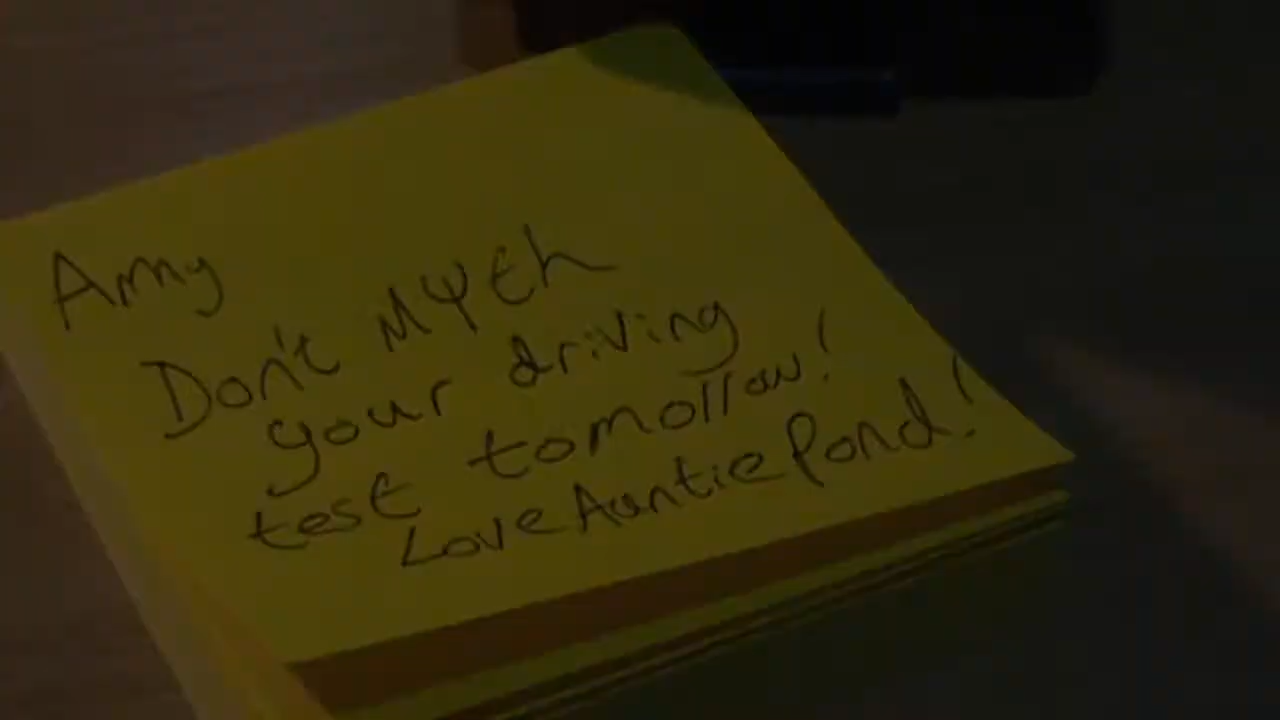 Amy
Don't MYth
your driving
test tomollow!
Love Auntie Pond!